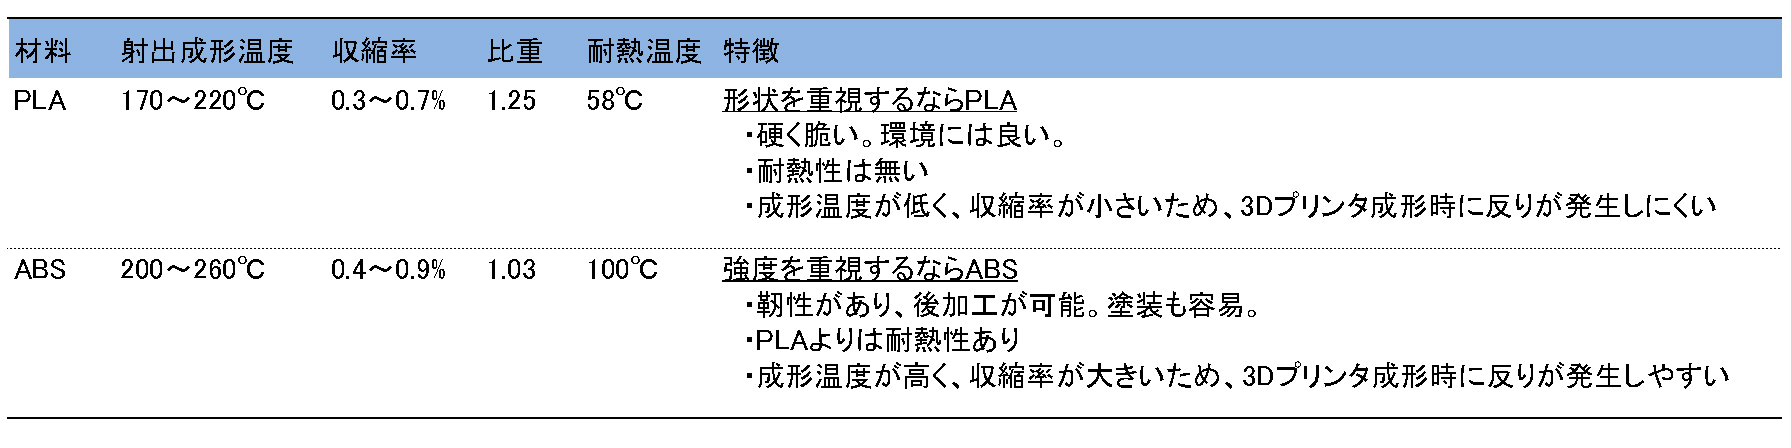 材料 射出成形温度 収縮率 比重 耐熱温度 特徴
PLA 170～220℃ 0.3～0.7% 1.25 58℃ 形状を重視するならPLA
・硬く脆い。環境には良い。
・耐熱性は無い
・成形温度が低く、収縮率が小さいため、3Dプリンタ成形時に反りが発生しにくい
ABS 200～260℃ 0.4～0.9% 1.03 100℃ 強度を重視するならABS
・靭性があり、後加工が可能。塗装も容易。
・PLAよりは耐熱性あり
・成形温度が高く、収縮率が大きいため、3Dプリンタ成形時に反りが発生しやすい